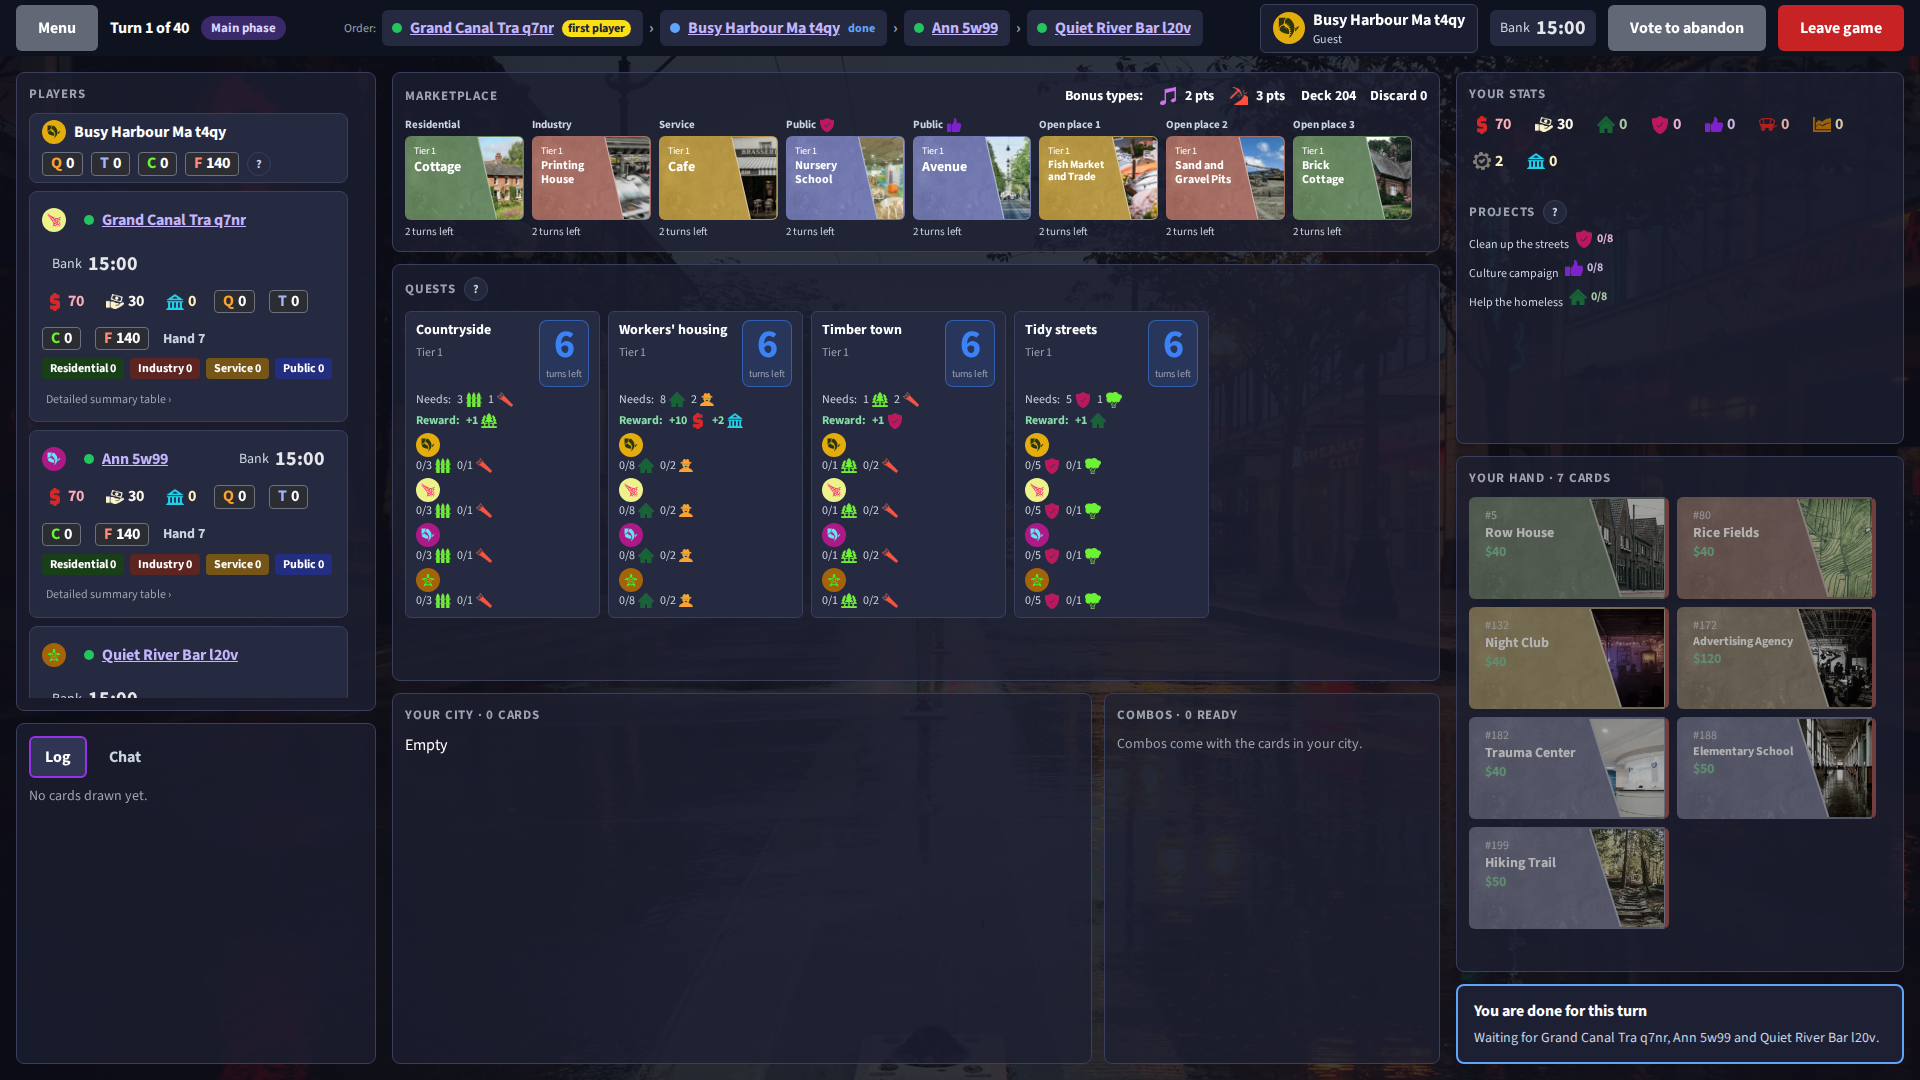 Menu
Turn 1 of 40
Main phase
Order:
Grand Canal Tra q7nr
first player
›
Busy Harbour Ma t4qy
done
›
Ann 5w99
›
Quiet River Bar l20v
Busy Harbour Ma t4qy
Guest
Bank 15:00
Vote to abandon
Leave game
PLAYERS
Busy Harbour Ma t4qy
Q 0
T 0
C 0
F 140
?
Grand Canal Tra q7nr
Bank 15:00
70
30
0
Q 0
T 0
C 0
F 140
Hand 7
Residential 0
Industry 0
Service 0
Public 0
Detailed summary table ›
Ann 5w99
Bank 15:00
70
30
0
Q 0
T 0
C 0
F 140
Hand 7
Residential 0
Industry 0
Service 0
Public 0
Detailed summary table ›
Quiet River Bar l20v
Bank 15:00
Log
Chat
No cards drawn yet.
MARKETPLACE
Bonus types:
2 pts
3 pts
Deck 204
Discard 0
Residential
Tier 1
Cottage
2 turns left
Industry
Tier 1
Printing
House
2 turns left
Service
Tier 1
Cafe
BRASSERI
2 turns left
Public
Tier 1
Nursery
School
2 turns left
Public
Tier 1
Avenue
2 turns left
Open place 1
Tier 1
Fish Market
and Trade
2 turns left
Open place 2
Tier 1
Sand and
Gravel Pits
2 turns left
Open place 3
Tier 1
Brick
Cottage
2 turns left
QUESTS
?
Countryside
Tier 1
6
turns left
Needs: 3 1
Reward: +1
0/3 0/1
0/3 0/1
0/3 0/1
0/3 0/1
Workers' housing
Tier 1
6
turns left
Needs: 8 2
Reward: +10 +2
0/8 0/2
0/8 0/2
0/8 0/2
0/8 0/2
Timber town
Tier 1
6
turns left
Needs: 1 2
Reward: +1
0/1 0/2
0/1 0/2
0/1 0/2
0/1 0/2
Tidy streets
Tier 1
6
turns left
Needs: 5 1
Reward: +1
0/5 0/1
0/5 0/1
0/5 0/1
0/5 0/1
YOUR CITY · 0 CARDS
Empty
COMBOS · 0 READY
Combos come with the cards in your city.
YOUR STATS
70
30
0
0
0
0
0
2
0
PROJECTS
?
Clean up the streets 0/8
Culture campaign 0/8
Help the homeless 0/8
YOUR HAND · 7 CARDS
#5
Row House
$40
#80
Rice Fields
$40
#132
Night Club
$40
#172
Advertising Agency
$120
#182
Trauma Center
$40
#188
Elementary School
$50
#199
Hiking Trail
$50
You are done for this turn
Waiting for Grand Canal Tra q7nr, Ann 5w99 and Quiet River Bar l20v.